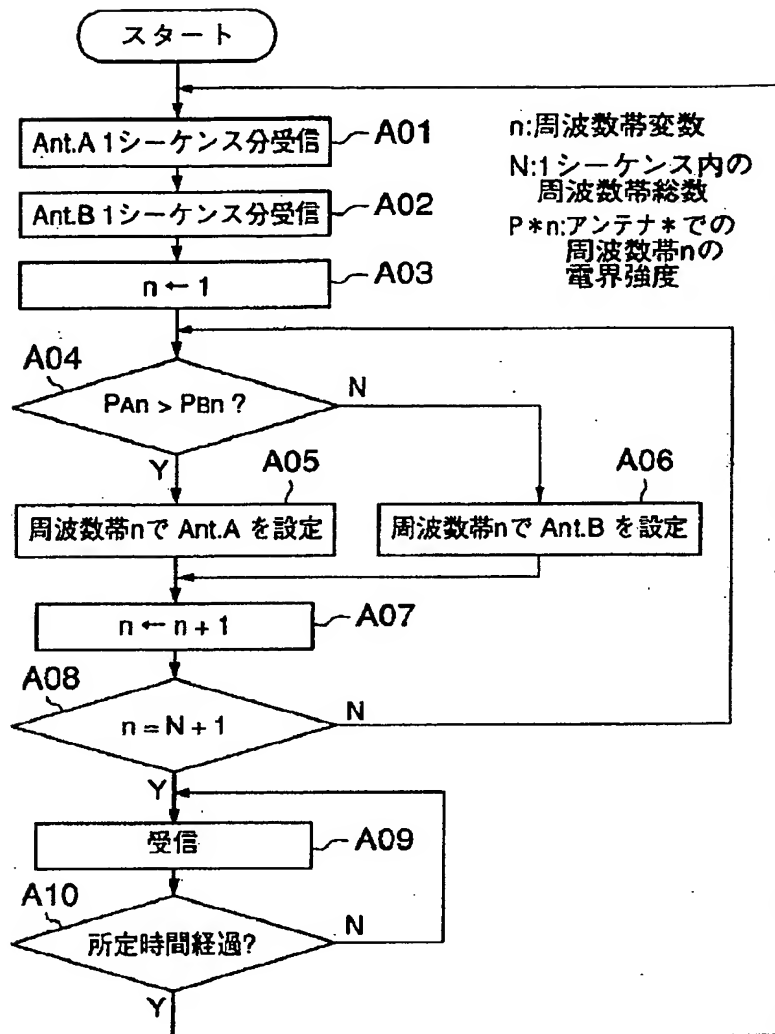 スタート
Ant.A 1シーケンス分受信
A01
Ant.B 1シーケンス分受信
A02
n ← 1
A03
n:周波数帯変数
N:1シーケンス内の
周波数帯総数
P*n:アンテナ*での
周波数帯nの
電界強度
A04
PAn > PBn ?
N
Y
A05
周波数帯nで Ant.A を設定
A06
周波数帯nで Ant.B を設定
n ← n + 1
A07
A08
n = N + 1
N
Y
受信
A09
A10
所定時間経過?
N
Y